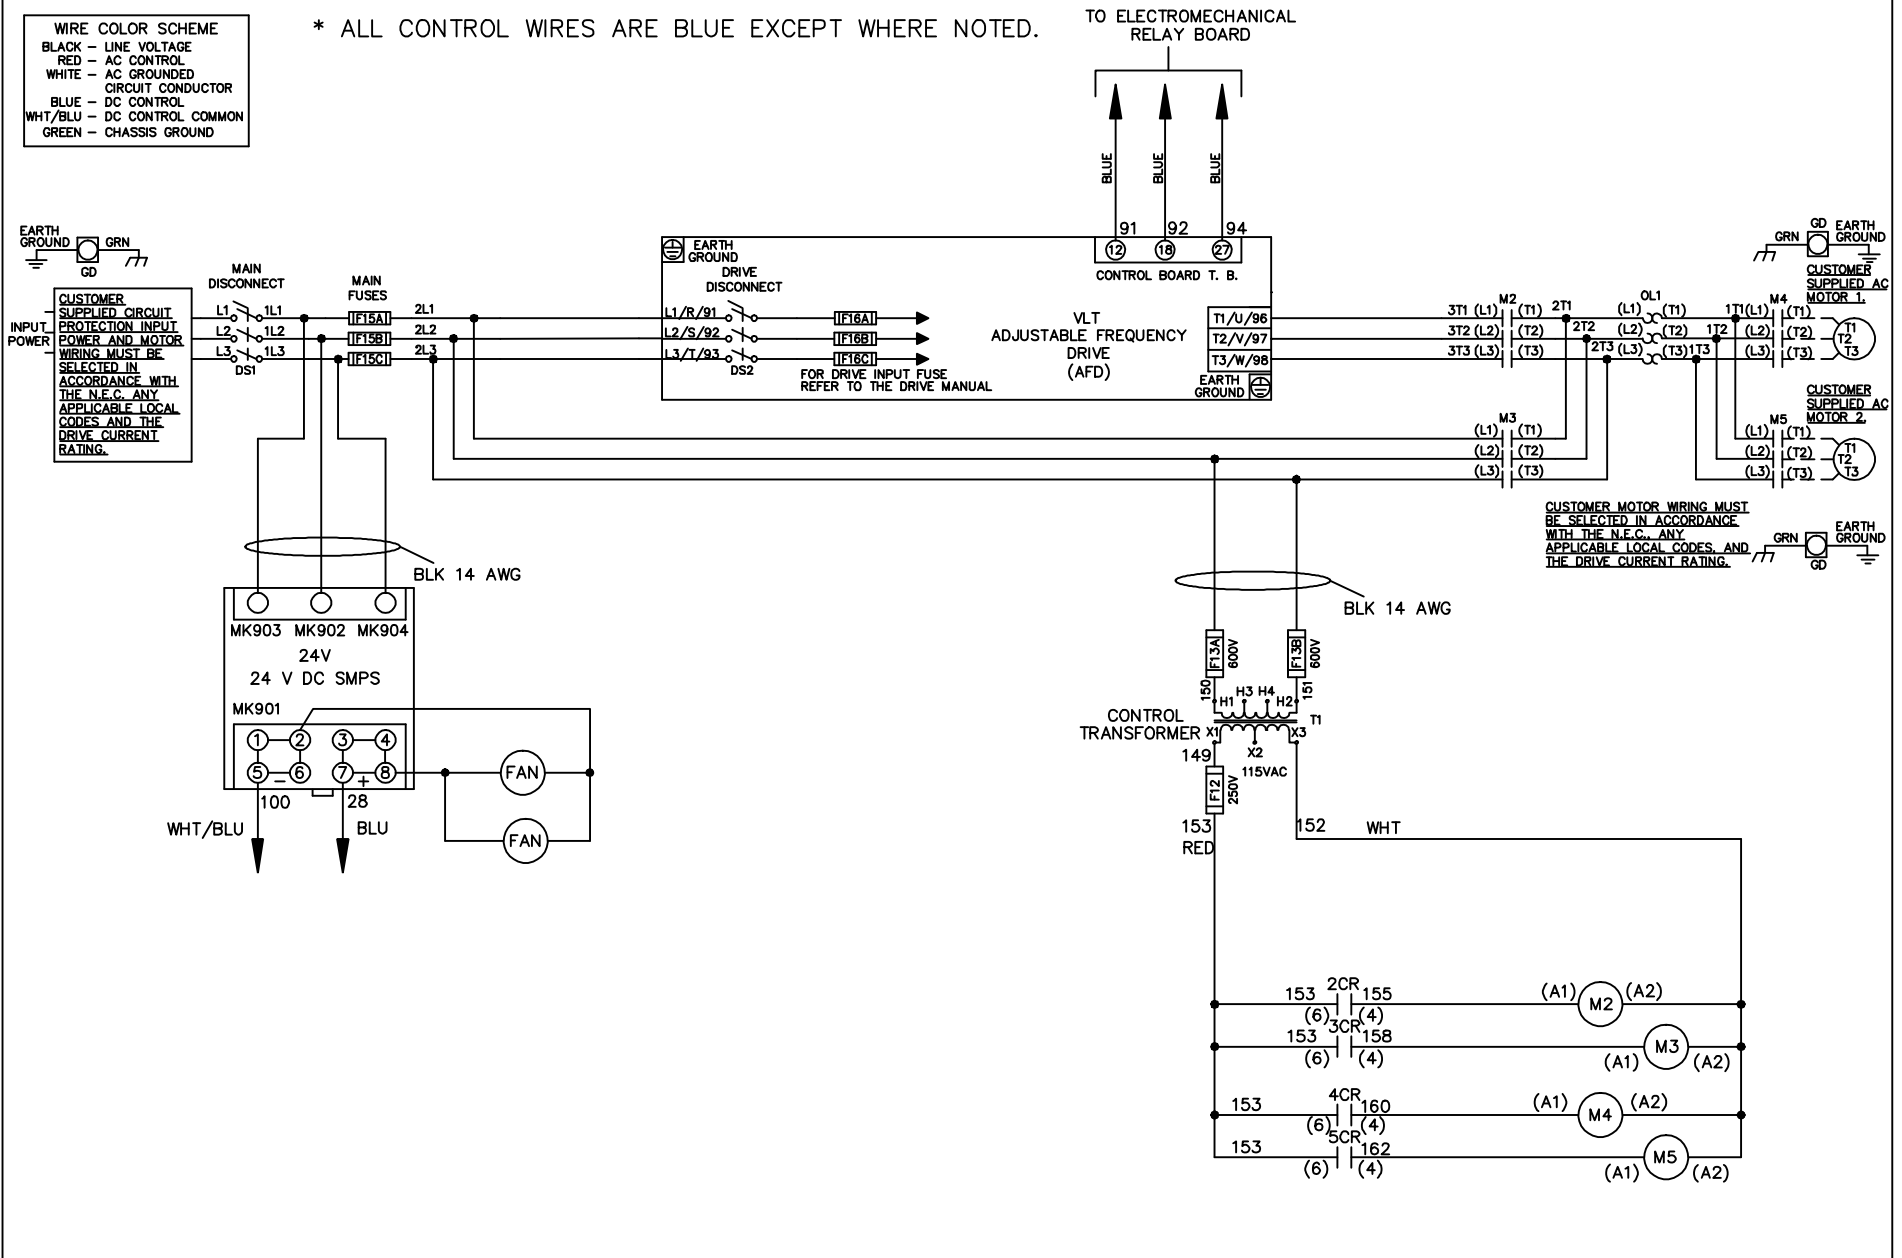 WIRE COLOR SCHEME
BLACK – LINE VOLTAGE
RED – AC CONTROL
WHITE – AC GROUNDED
CIRCUIT CONDUCTOR
BLUE – DC CONTROL
WHT/BLU – DC CONTROL COMMON
GREEN – CHASSIS GROUND
* ALL CONTROL WIRES ARE BLUE EXCEPT WHERE NOTED.
TO ELECTROMECHANICAL
RELAY BOARD
BLUE
BLUE
BLUE
91 92 94
12 18 27
CONTROL BOARD T. B.
EARTH
GROUND
GRN
GD
INPUT
POWER
CUSTOMER
SUPPLIED CIRCUIT
PROTECTION INPUT
POWER AND MOTOR
WIRING MUST BE
SELECTED IN
ACCORDANCE WITH
THE N.E.C. ANY
APPLICABLE LOCAL
CODES AND THE
DRIVE CURRENT
RATING.
MAIN
DISCONNECT
L1 1L1
L2 1L2
L3 1L3
DS1
MAIN
FUSES
F15A
F15B
F15C
2L1
2L2
2L3
EARTH
GROUND
DRIVE
DISCONNECT
L1/R/91
L2/S/92
L3/T/93
DS2
F16A
F16B
F16C
FOR DRIVE INPUT FUSE
REFER TO THE DRIVE MANUAL
VLT
ADJUSTABLE FREQUENCY
DRIVE
(AFD)
T1/U/96
T2/V/97
T3/W/98
EARTH
GROUND
M2
3T1 (L1) (T1) 2T1
3T2 (L2) (T2) 2T2
3T3 (L3) (T3) 2T3
OL1
(L1) (T1) 1T1
(L2) (T2) 1T2
(L3) (T3) 1T3
M4
(L1) (T1)
(L2) (T2)
(L3) (T3)
T1
T2
T3
GD
GRN
EARTH
GROUND
CUSTOMER
SUPPLIED AC
MOTOR 1.
M3
(L1) (T1)
(L2) (T2)
(L3) (T3)
M5
(L1) (T1)
(L2) (T2)
(L3) (T3)
T1
T2
T3
CUSTOMER
SUPPLIED AC
MOTOR 2.
CUSTOMER MOTOR WIRING MUST
BE SELECTED IN ACCORDANCE
WITH THE N.E.C., ANY
APPLICABLE LOCAL CODES, AND
THE DRIVE CURRENT RATING.
GRN
GD
EARTH
GROUND
BLK 14 AWG
MK903 MK902 MK904
24V
24 V DC SMPS
MK901
1 2 3 4
5 – 6 7 + 8
100 28
WHT/BLU BLU
FAN
FAN
BLK 14 AWG
F13A
600V
F13B
600V
150 151
H1 H3 H4 H2
T1
CONTROL
TRANSFORMER
X1 X2 X3
149
115VAC
F12
250V
153
RED
152 WHT
2CR
153 155
(6) (4)
(A1) M2 (A2)
3CR
153 158
(6) (4)
(A1) M3 (A2)
4CR
153 160
(6) (4)
(A1) M4 (A2)
5CR
153 162
(6) (4)
(A1) M5 (A2)